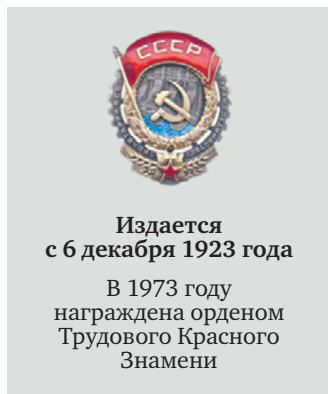 СССР
Издается
с 6 декабря 1923 года
В 1973 году
награждена орденом
Трудового Красного
Знамени